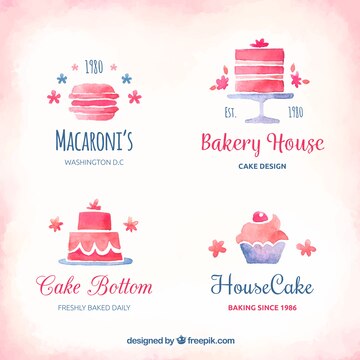 1980
MACARONI'S
WASHINGTON D.C
EST. 1980
Bakery House
CAKE DESIGN
Cake Bottom
FRESHLY BAKED DAILY
HouseCake
BAKING SINCE 1986
designed by freepik.com